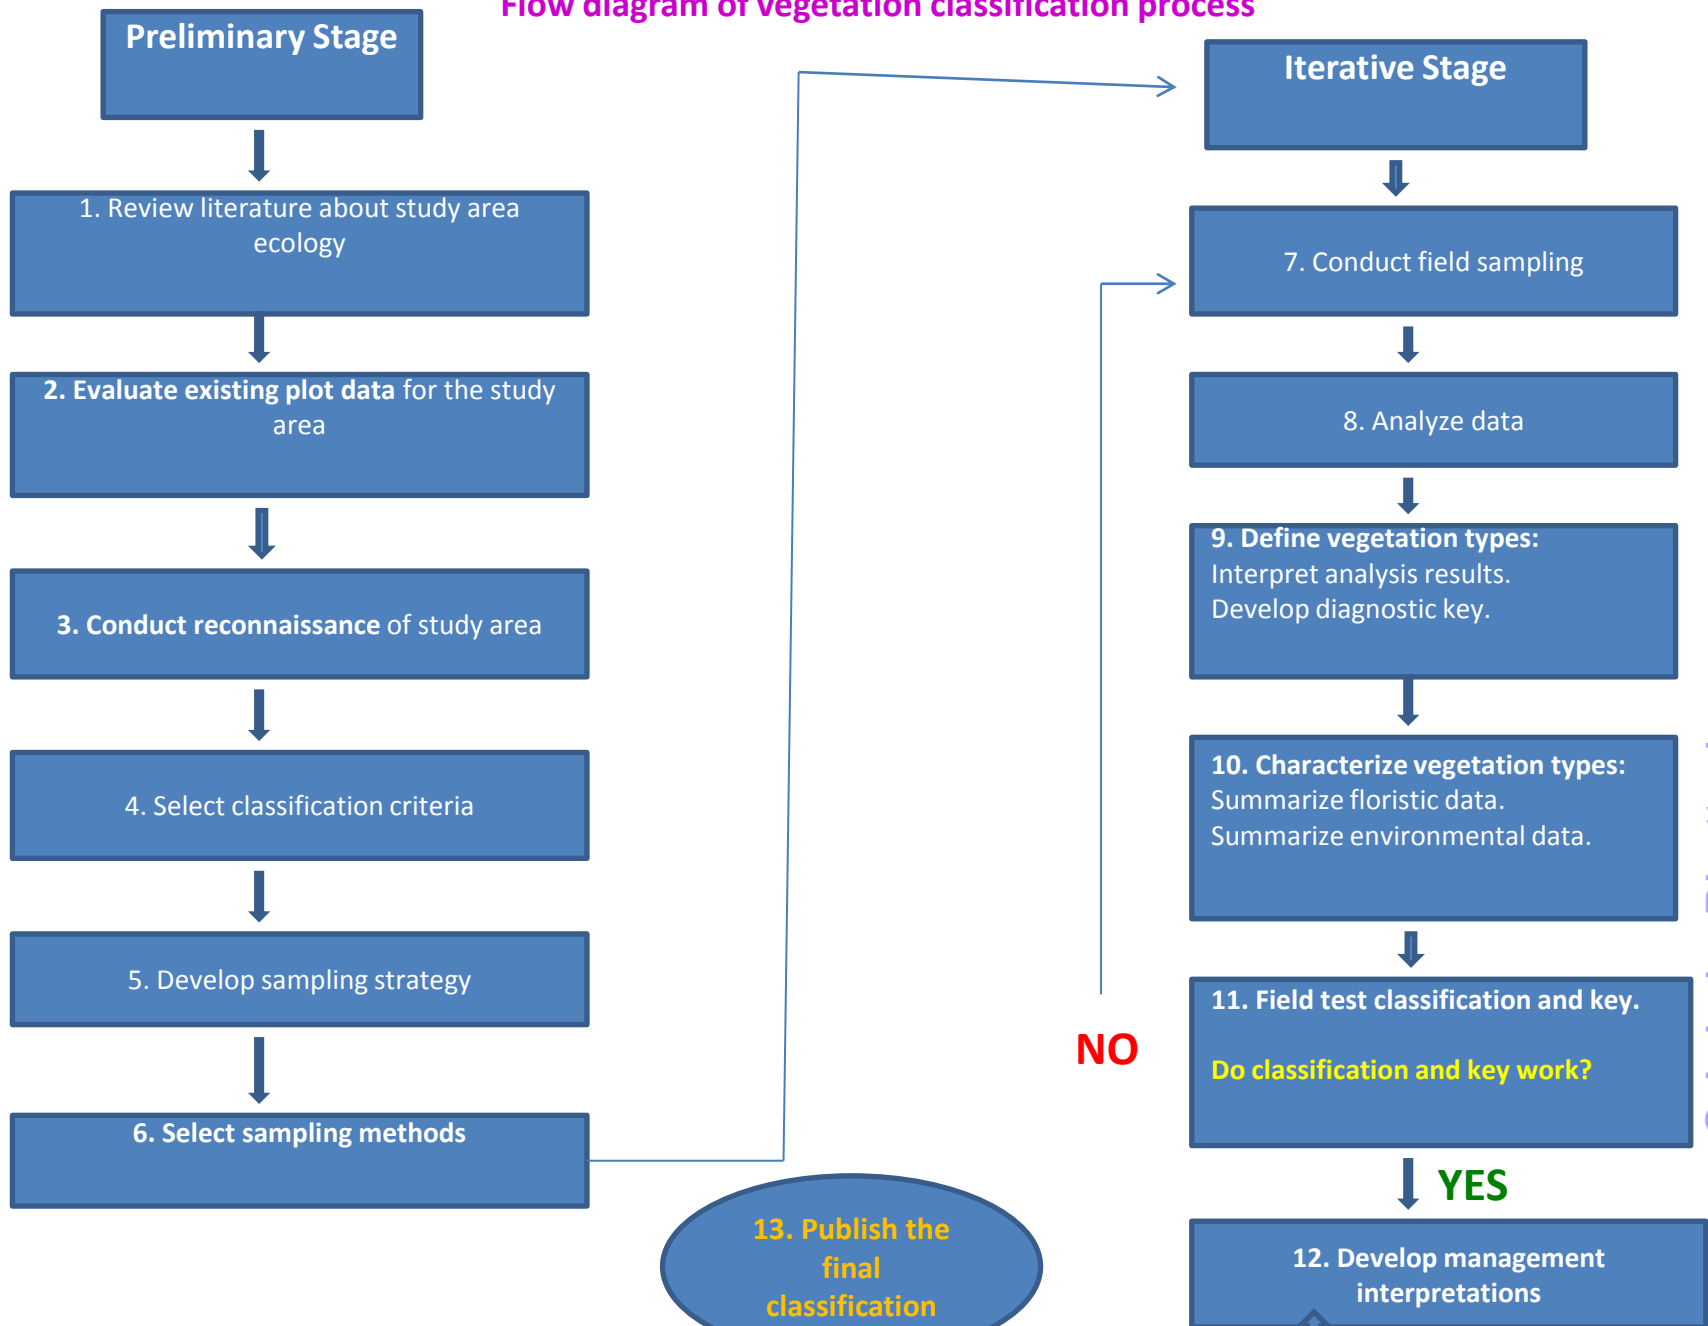 Flow diagram of vegetation classification process
Preliminary Stage
1. Review literature about study area
ecology
2. Evaluate existing plot data for the study
area
3. Conduct reconnaissance of study area
4. Select classification criteria
5. Develop sampling strategy
6. Select sampling methods
Iterative Stage
7. Conduct field sampling
8. Analyze data
9. Define vegetation types:
Interpret analysis results.
Develop diagnostic key.
10. Characterize vegetation types:
Summarize floristic data.
Summarize environmental data.
11. Field test classification and key.
Do classification and key work?
NO
YES
12. Develop management
interpretations
13. Publish the
final
classification